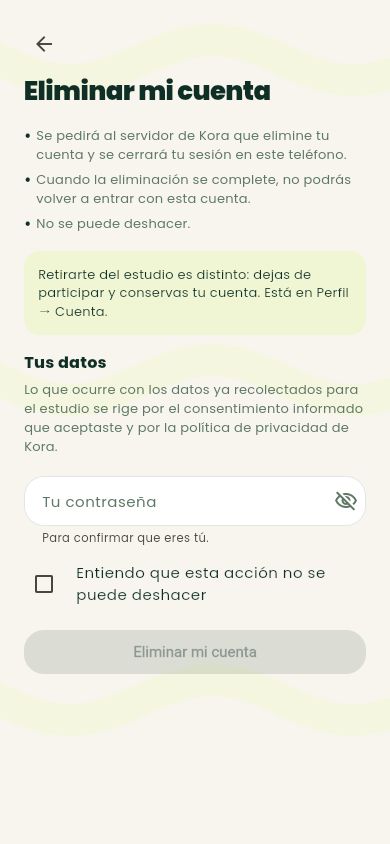 Eliminar mi cuenta
• Se pedirá al servidor de Kora que elimine tu
cuenta y se cerrará tu sesión en este teléfono.
• Cuando la eliminación se complete, no podrás
volver a entrar con esta cuenta.
• No se puede deshacer.
Retirarte del estudio es distinto: dejas de
participar y conservas tu cuenta. Está en Perfil
→ Cuenta.
Tus datos
Lo que ocurre con los datos ya recolectados para
el estudio se rige por el consentimiento informado
que aceptaste y por la política de privacidad de
Kora.
Tu contraseña
Para confirmar que eres tú.
Entiendo que esta acción no se
puede deshacer
Eliminar mi cuenta